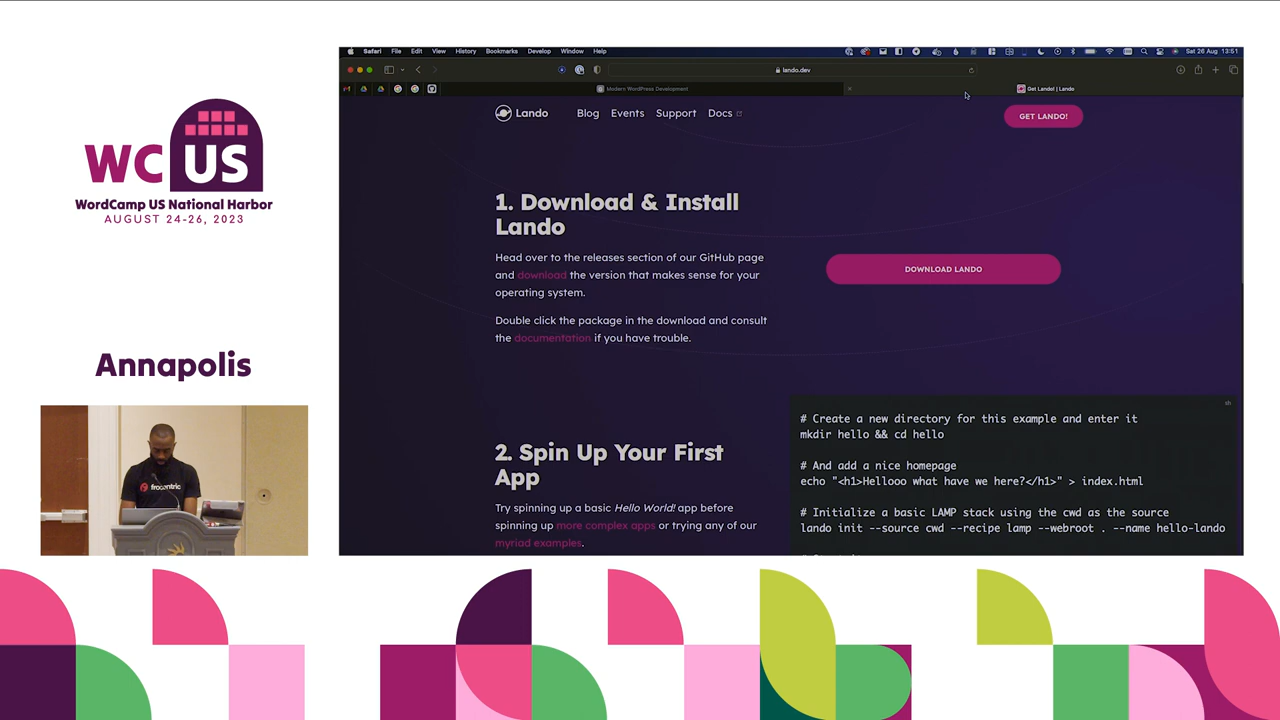 WC US
WordCamp US National Harbor
AUGUST 24-26, 2023
Annapolis
frocentric
Safari File Edit View History Bookmarks Develop Window Help
Sat 26 Aug 13:51
lando.dev
Modern WordPress Development
Get Lando! | Lando
Lando Blog Events Support Docs
GET LANDO!
1. Download & Install
Lando
Head over to the releases section of our GitHub page
and download the version that makes sense for your
operating system.
Double click the package in the download and consult
the documentation if you have trouble.
DOWNLOAD LANDO
2. Spin Up Your First
App
Try spinning up a basic Hello World! app before
spinning up more complex apps or trying any of our
myriad examples.
sh
# Create a new directory for this example and enter it
mkdir hello && cd hello
# And add a nice homepage
echo "<h1>Hellooo what have we here?</h1>" > index.html
# Initialize a basic LAMP stack using the cwd as the source
lando init --source cwd --recipe lamp --webroot . --name hello-lando